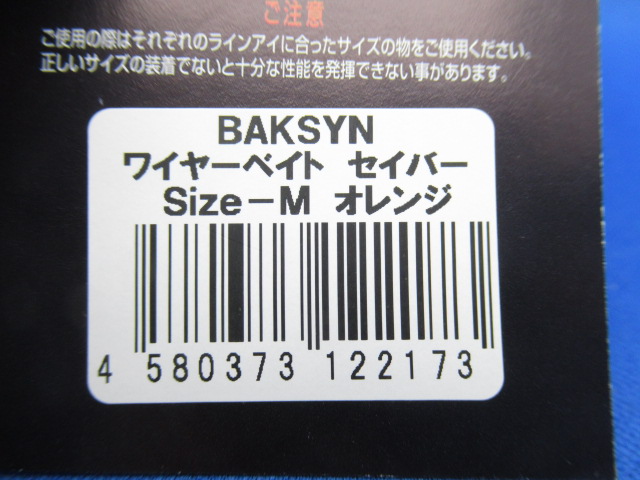 ご注意
ご使用の際はそれぞれのラインアイに合ったサイズの物をご使用ください。
正しいサイズの装着でないと十分な性能を発揮できない事があります。
BAKSYN
ワイヤーベイト セイバー
Size-M オレンジ
4 580373 122173